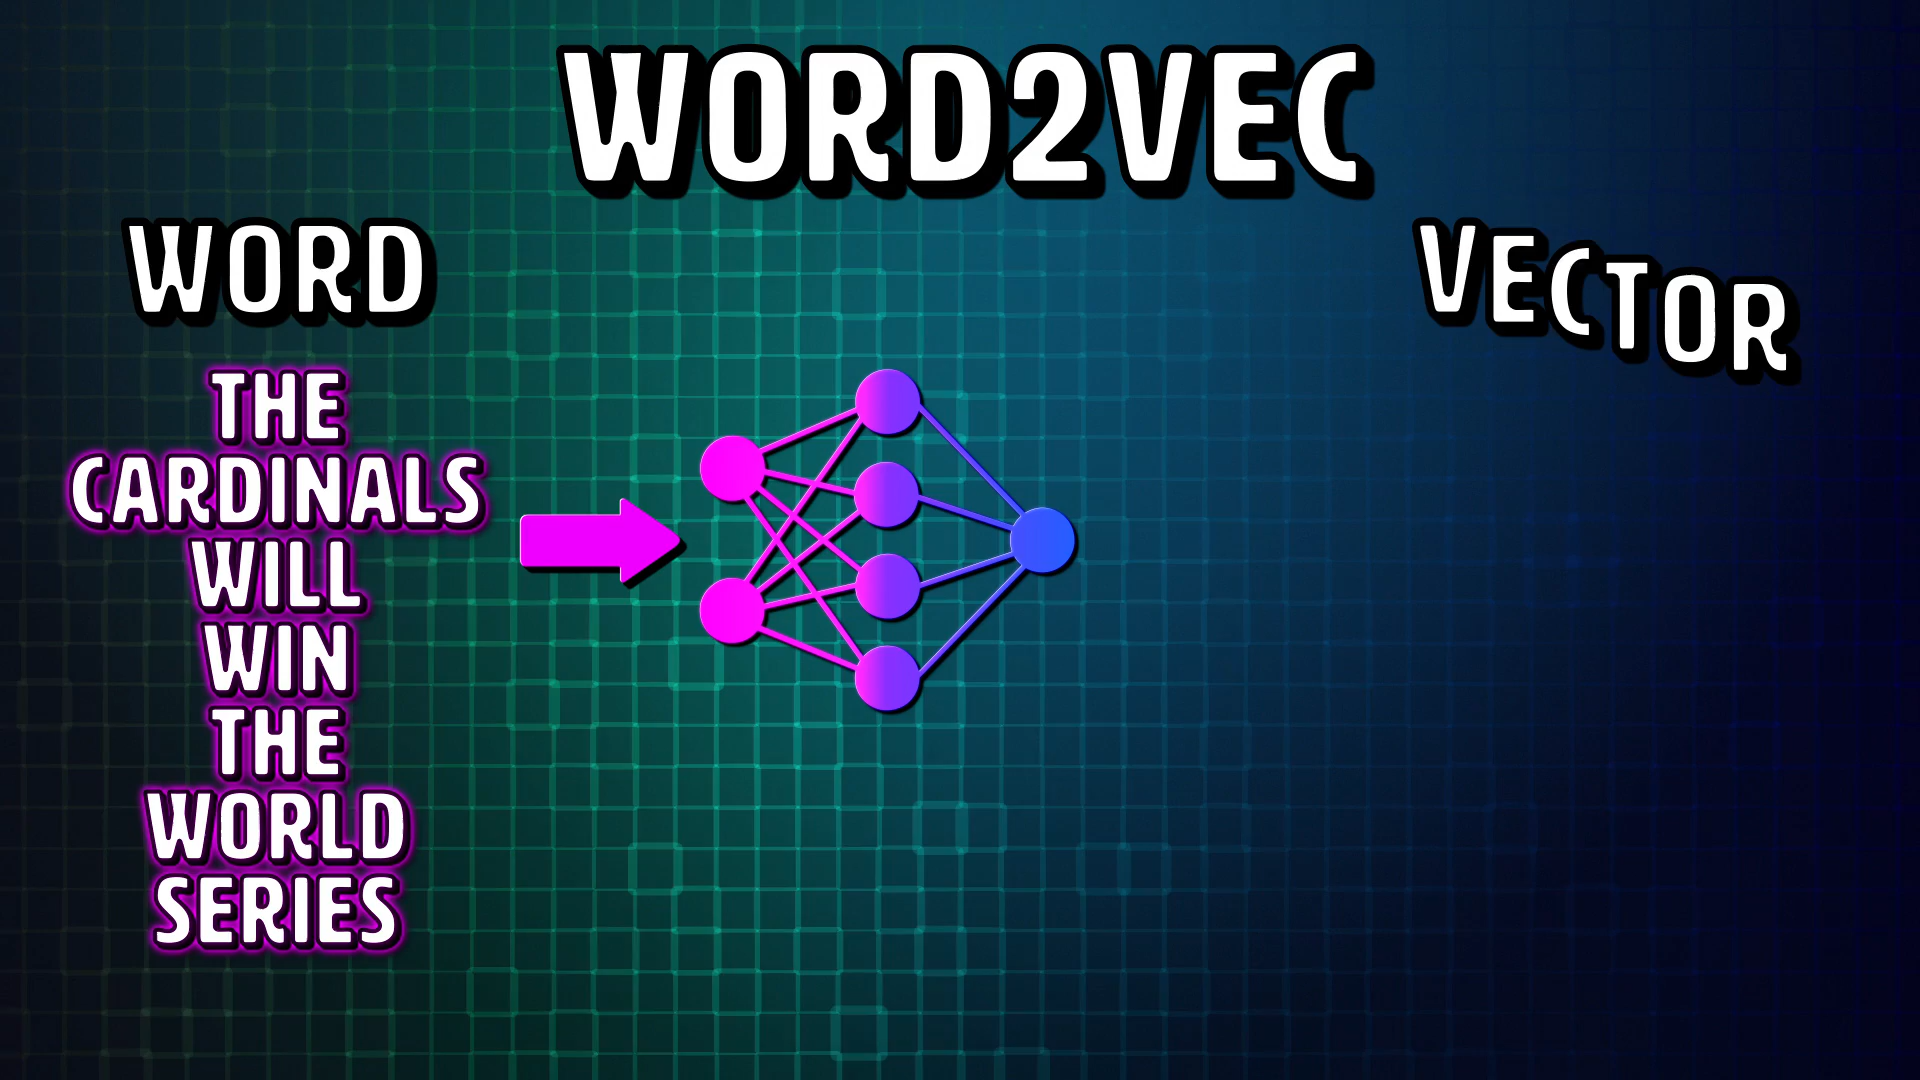 WORD2VEC
WORD
VECTOR
THE
CARDINALS
WILL
WIN
THE
WORLD
SERIES